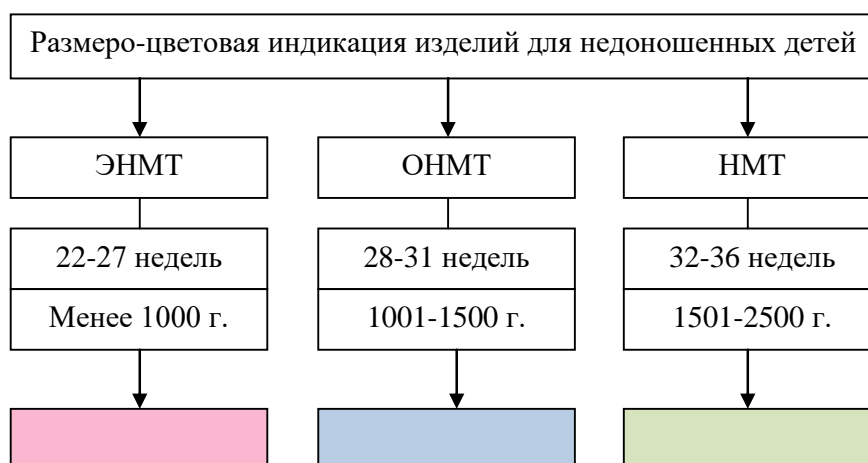 Размеро-цветовая индикация изделий для недоношенных детей
ЭНМТ
ОНМТ
НМТ
22-27 недель
28-31 недель
32-36 недель
Менее 1000 г.
1001-1500 г.
1501-2500 г.